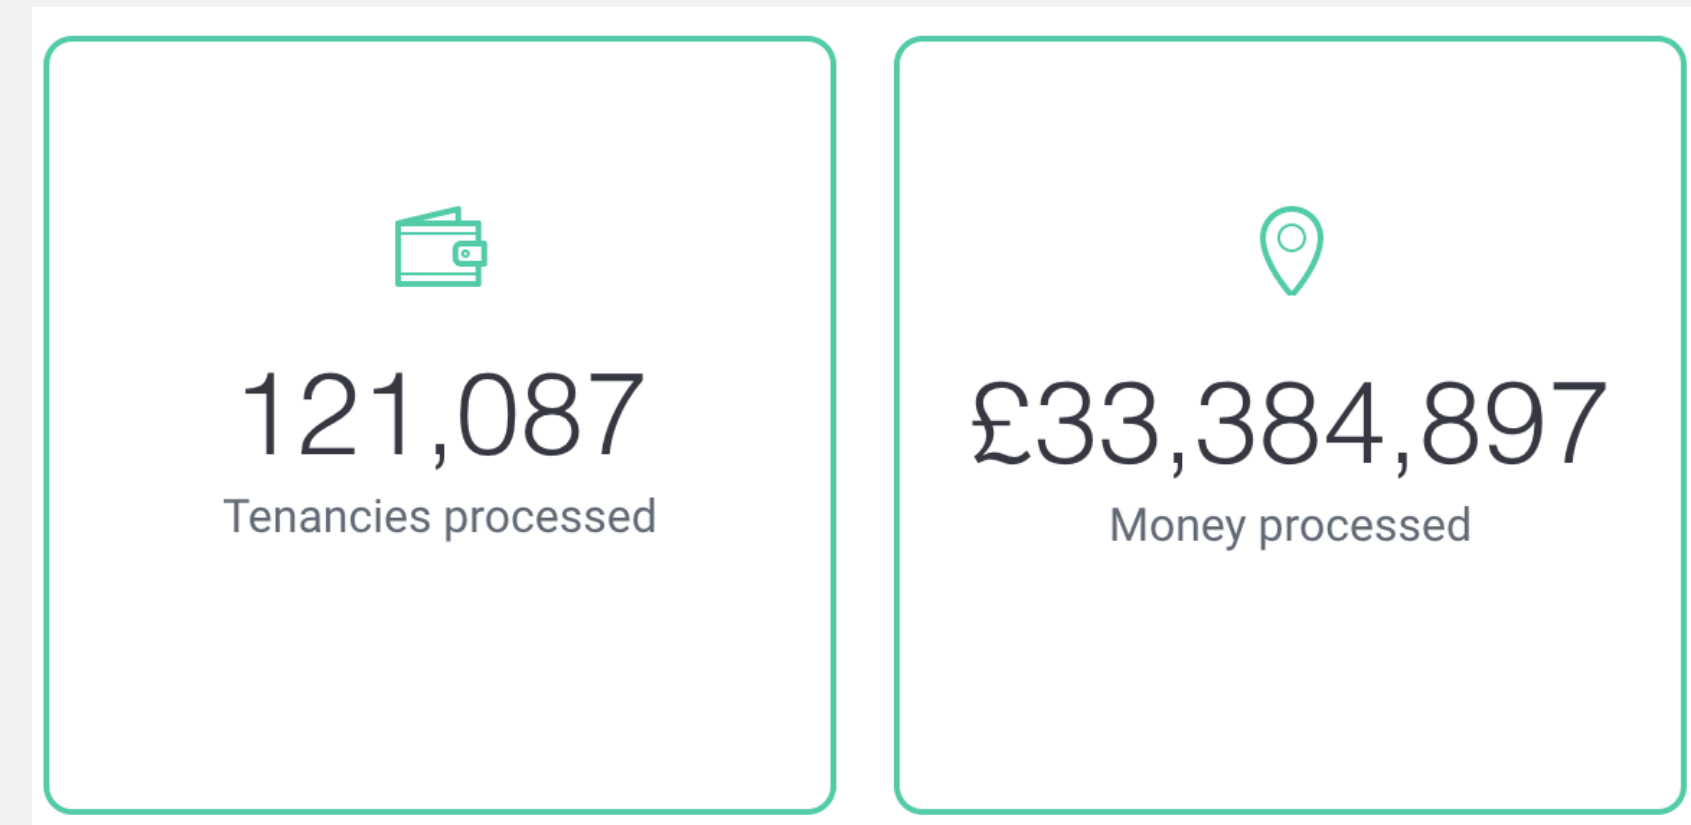 121,087
Tenancies processed
£33,384,897
Money processed